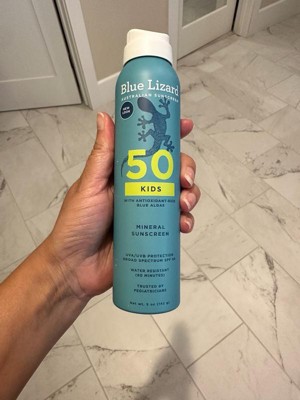 Blue Lizard
AUSTRALIAN SUNSCREEN
50
KIDS
WITH ANTIOXIDANT-RICH
BLUE ALGAE
MINERAL
SUNSCREEN
UVA/UVB PROTECTION
BROAD SPECTRUM SPF 50
WATER RESISTANT
(80 MINUTES)
TRUSTED BY
PEDIATRICIANS